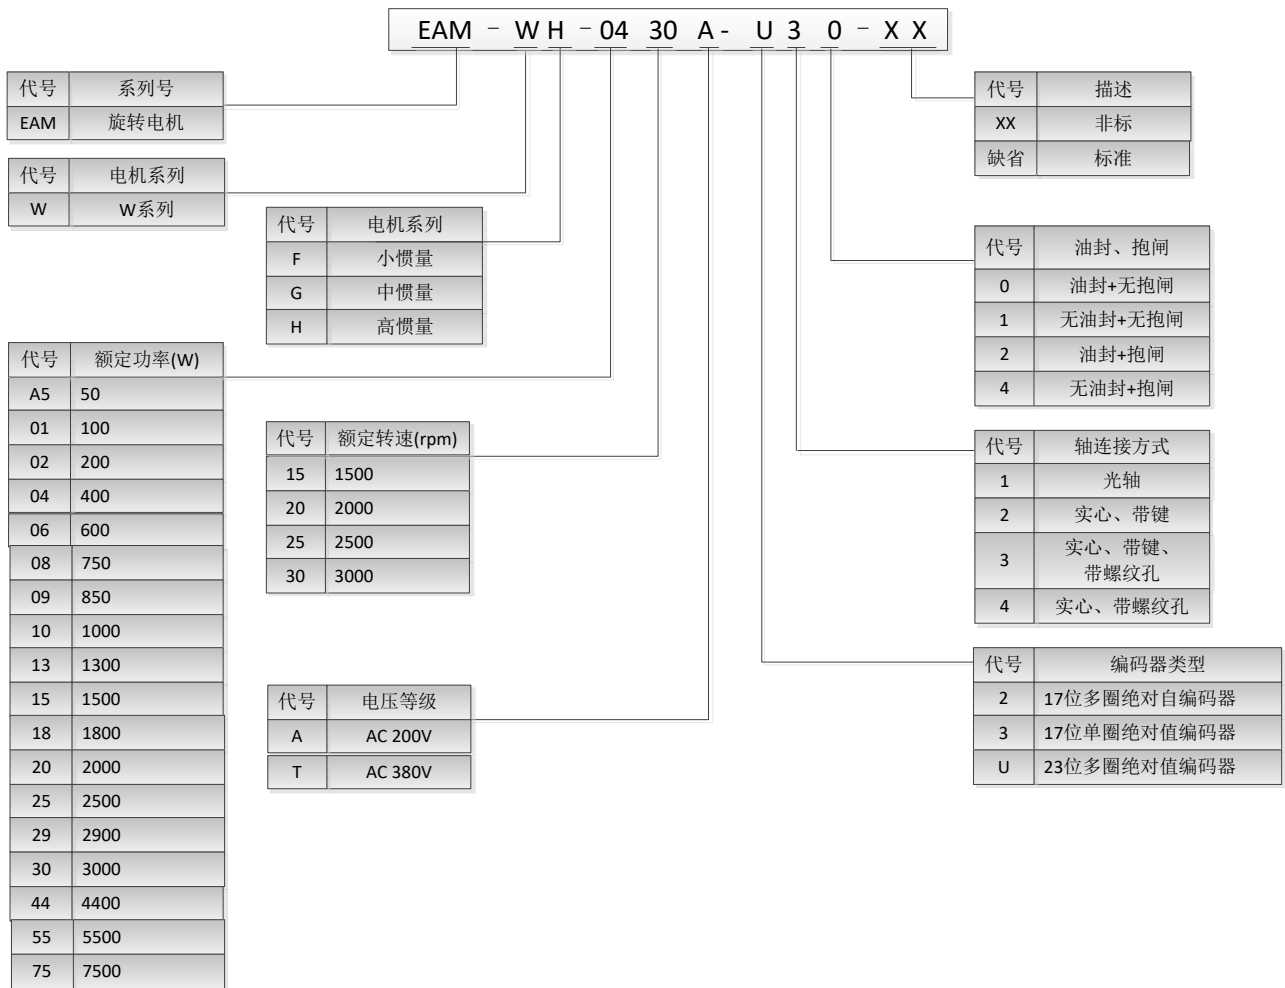 EAM - W H - 04 30 A - U 3 0 - X X
代号 系列号
EAM 旋转电机
代号 电机系列
W W系列
代号 电机系列
F 小惯量
G 中惯量
H 高惯量
代号 额定功率(W)
A5 50
01 100
02 200
04 400
06 600
08 750
09 850
10 1000
13 1300
15 1500
18 1800
20 2000
25 2500
29 2900
30 3000
44 4400
55 5500
75 7500
代号 额定转速(rpm)
15 1500
20 2000
25 2500
30 3000
代号 电压等级
A AC 200V
T AC 380V
代号 描述
XX 非标
缺省 标准
代号 油封、抱闸
0 油封+无抱闸
1 无油封+无抱闸
2 油封+抱闸
4 无油封+抱闸
代号 轴连接方式
1 光轴
2 实心、带键
3 实心、带键、
带螺纹孔
4 实心、带螺纹孔
代号 编码器类型
2 17位多圈绝对自编码器
3 17位单圈绝对值编码器
U 23位多圈绝对值编码器